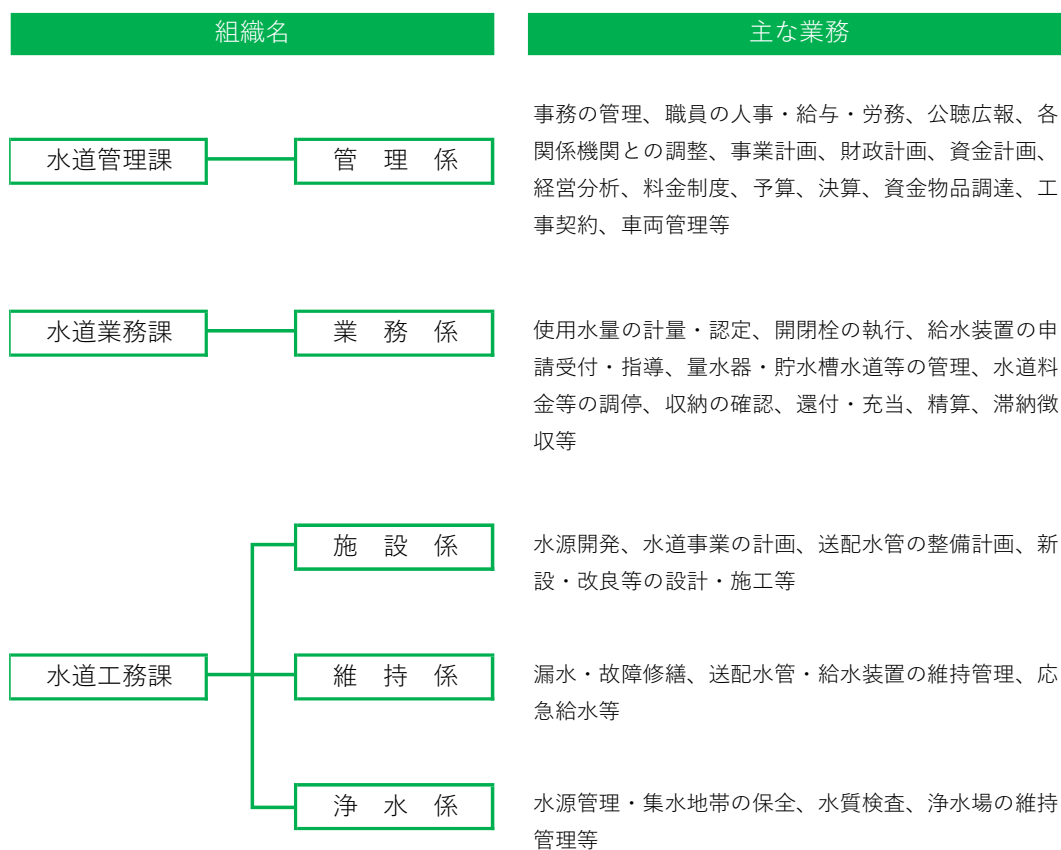 組織名
主な業務
水道管理課
管理係
事務の管理、職員の人事・給与・労務、公聴広報、各
関係機関との調整、事業計画、財政計画、資金計画、
経営分析、料金制度、予算、決算、資金物品調達、工
事契約、車両管理等
水道業務課
業務係
使用水量の計量・認定、開閉栓の執行、給水装置の申
請受付・指導、量水器・貯水槽水道等の管理、水道料
金等の調停、収納の確認、還付・充当、精算、滞納徴
収等
施設係
水源開発、水道事業の計画、送配水管の整備計画、新
設・改良等の設計・施工等
水道工務課
維持係
漏水・故障修繕、送配水管・給水装置の維持管理、応
急給水等
浄水係
水源管理・集水地帯の保全、水質検査、浄水場の維持
管理等